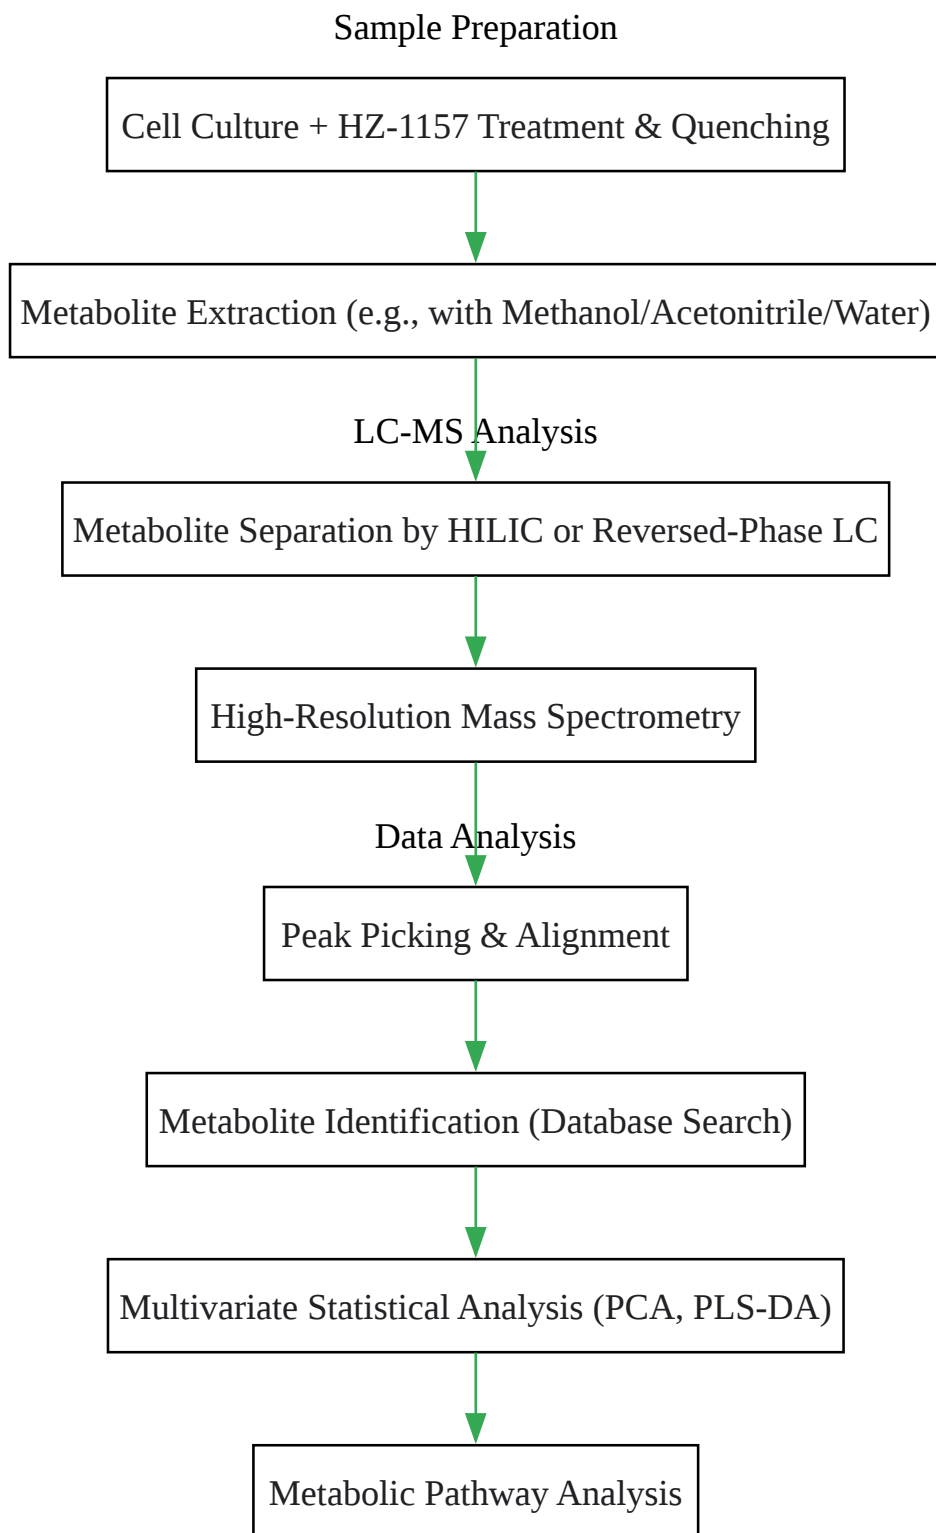 Sample Preparation
Cell Culture + HZ-1157 Treatment & Quenching
Metabolite Extraction (e.g., with Methanol/Acetonitrile/Water)
LC-MS Analysis
Metabolite Separation by HILIC or Reversed-Phase LC
High-Resolution Mass Spectrometry
Data Analysis
Peak Picking & Alignment
Metabolite Identification (Database Search)
Multivariate Statistical Analysis (PCA, PLS-DA)
Metabolic Pathway Analysis